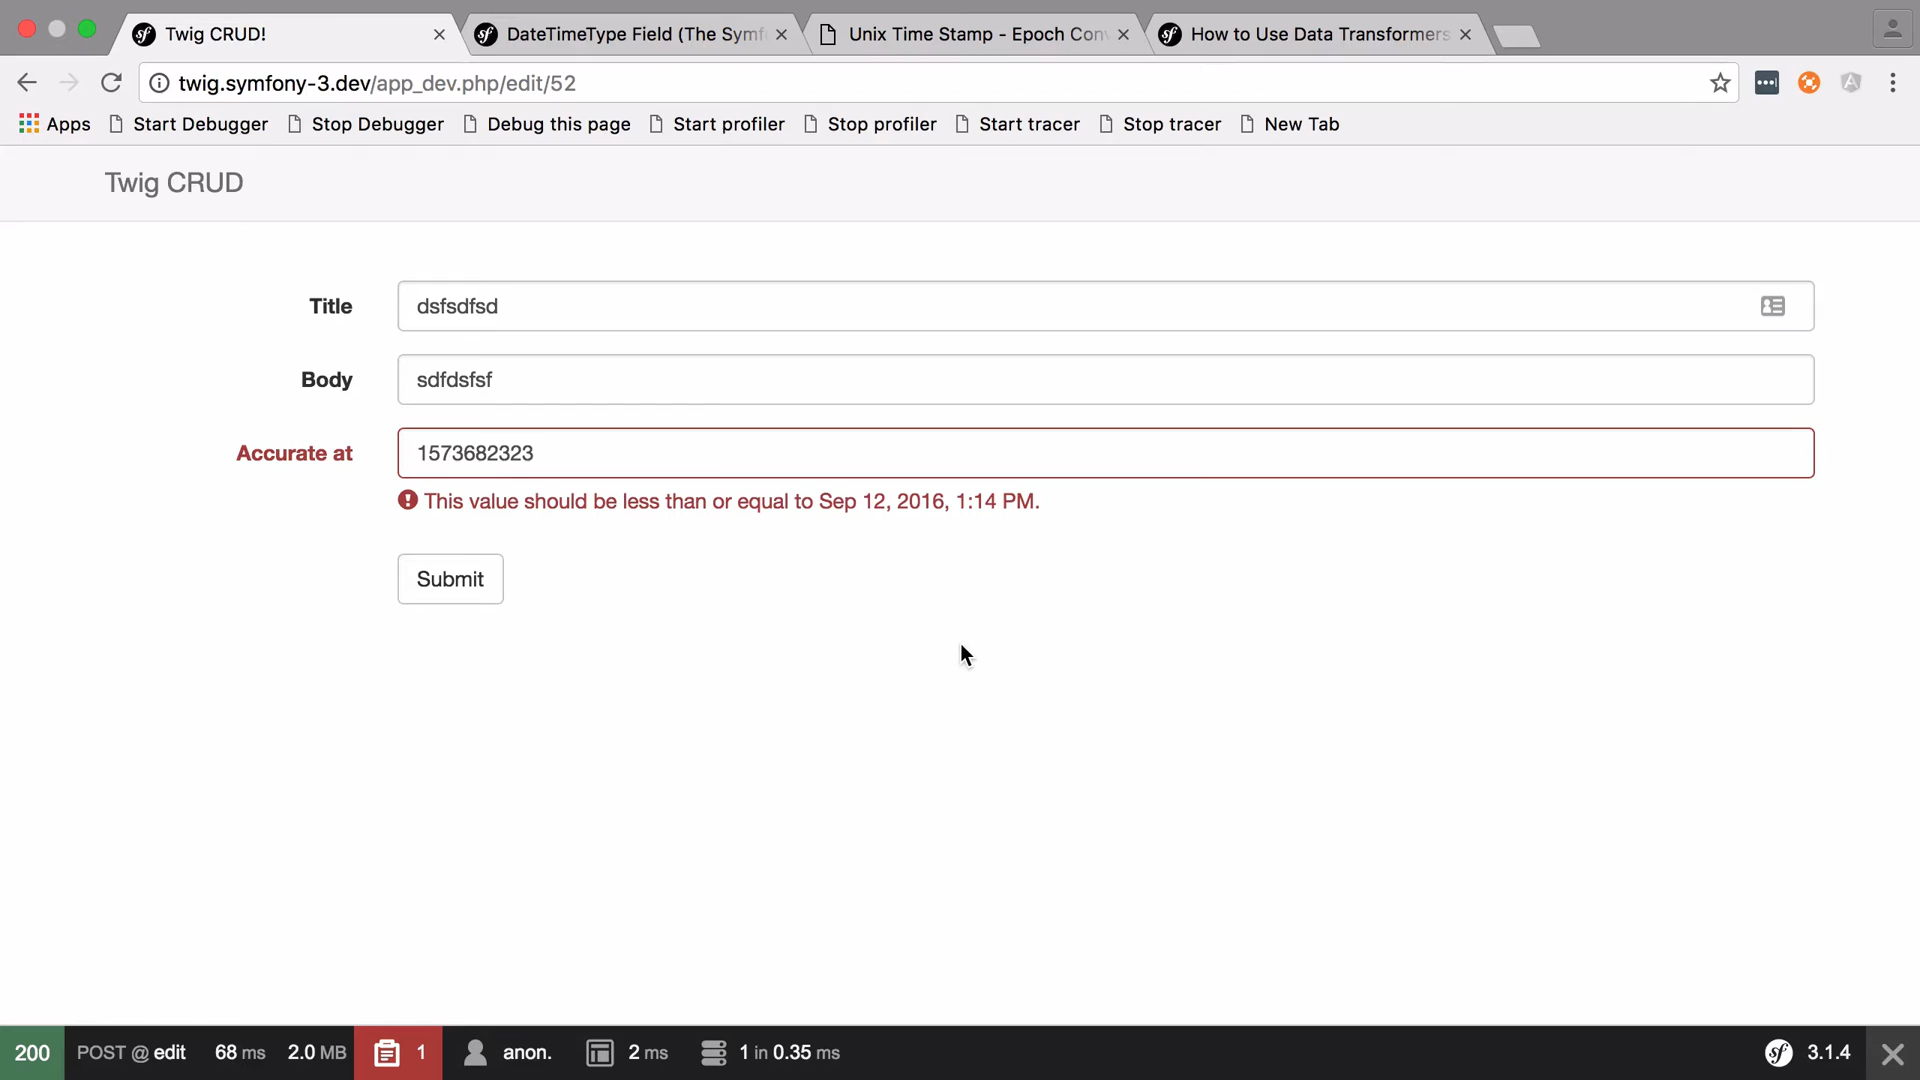 Twig CRUD!
DateTimeType Field (The Symf
Unix Time Stamp - Epoch Con
How to Use Data Transformers
twig.symfony-3.dev/app_dev.php/edit/52
Apps Start Debugger Stop Debugger Debug this page Start profiler Stop profiler Start tracer Stop tracer New Tab
Twig CRUD
Title dsfsdfsd
Body sdfdsfsf
Accurate at 1573682323
This value should be less than or equal to Sep 12, 2016, 1:14 PM.
Submit
200 POST @ edit 68 ms 2.0 MB 1 anon. 2 ms 1 in 0.35 ms sf 3.1.4